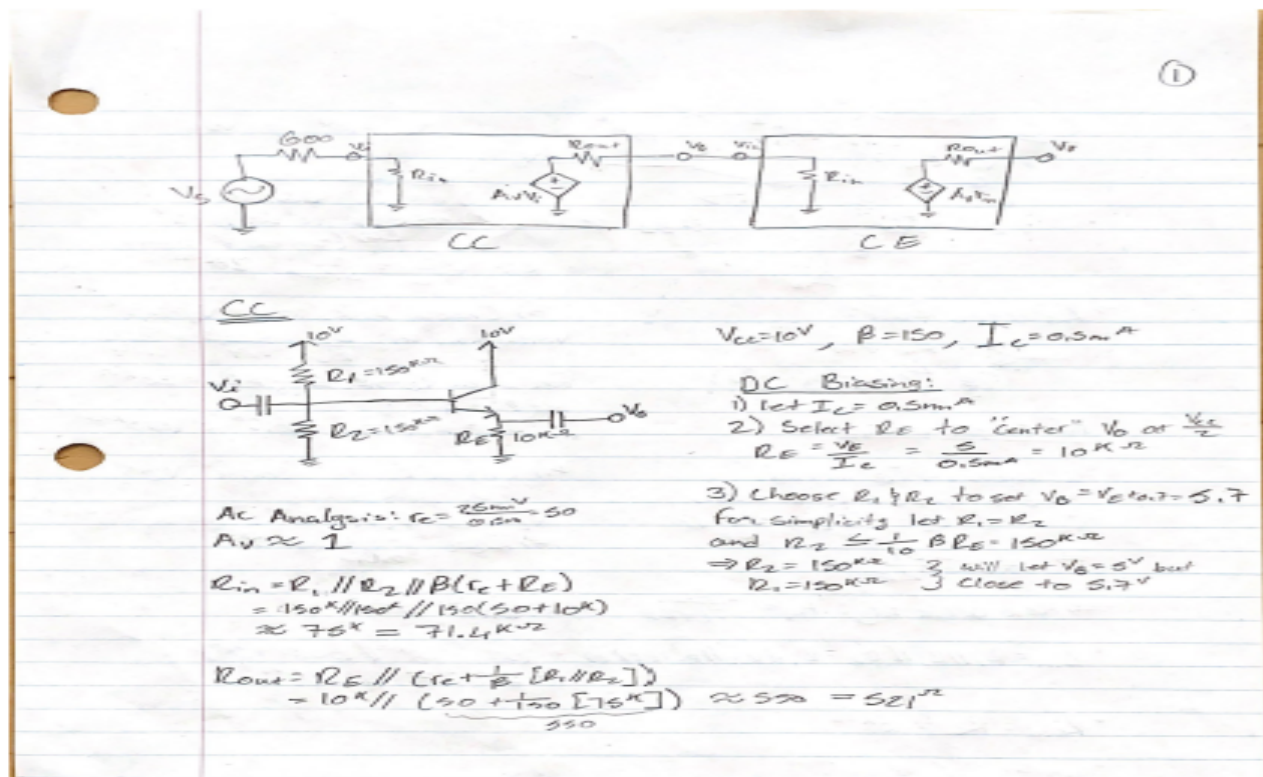 ①
600 Vi Rout Vo Vin Rout Vo
Vs Rin AvVi Rin AvVin
CC CE
CC
10V 10V
R1=150KΩ
Vi
R2=150KΩ RE 10KΩ Vo
Vcc=10V, β=150, Ic=0.5mA
DC Biasing:
1) let Ic=0.5mA
2) Select RE to "center" Vo at Vcc/2
RE = VE/Ic = 5/0.5mA = 10KΩ
3) Choose R1 & R2 to set VB=VE+0.7=5.7
For simplicity let R1=R2
and R2 ≤ 1/10 βRE=150KΩ
⇒R2=150KΩ } will let VB=5V but
R1=150KΩ } close to 5.7V
Ac Analysis: re=25mV/0.5m=50
Av ≈ 1
Rin=R1//R2//β(re+RE)
=150K//150K//150(50+10K)
≈ 75K = 71.4KΩ
Rout=RE//(re+1/β[R1//R2])
=10K//(50+1/150[75K]) ≈550 =521Ω
550